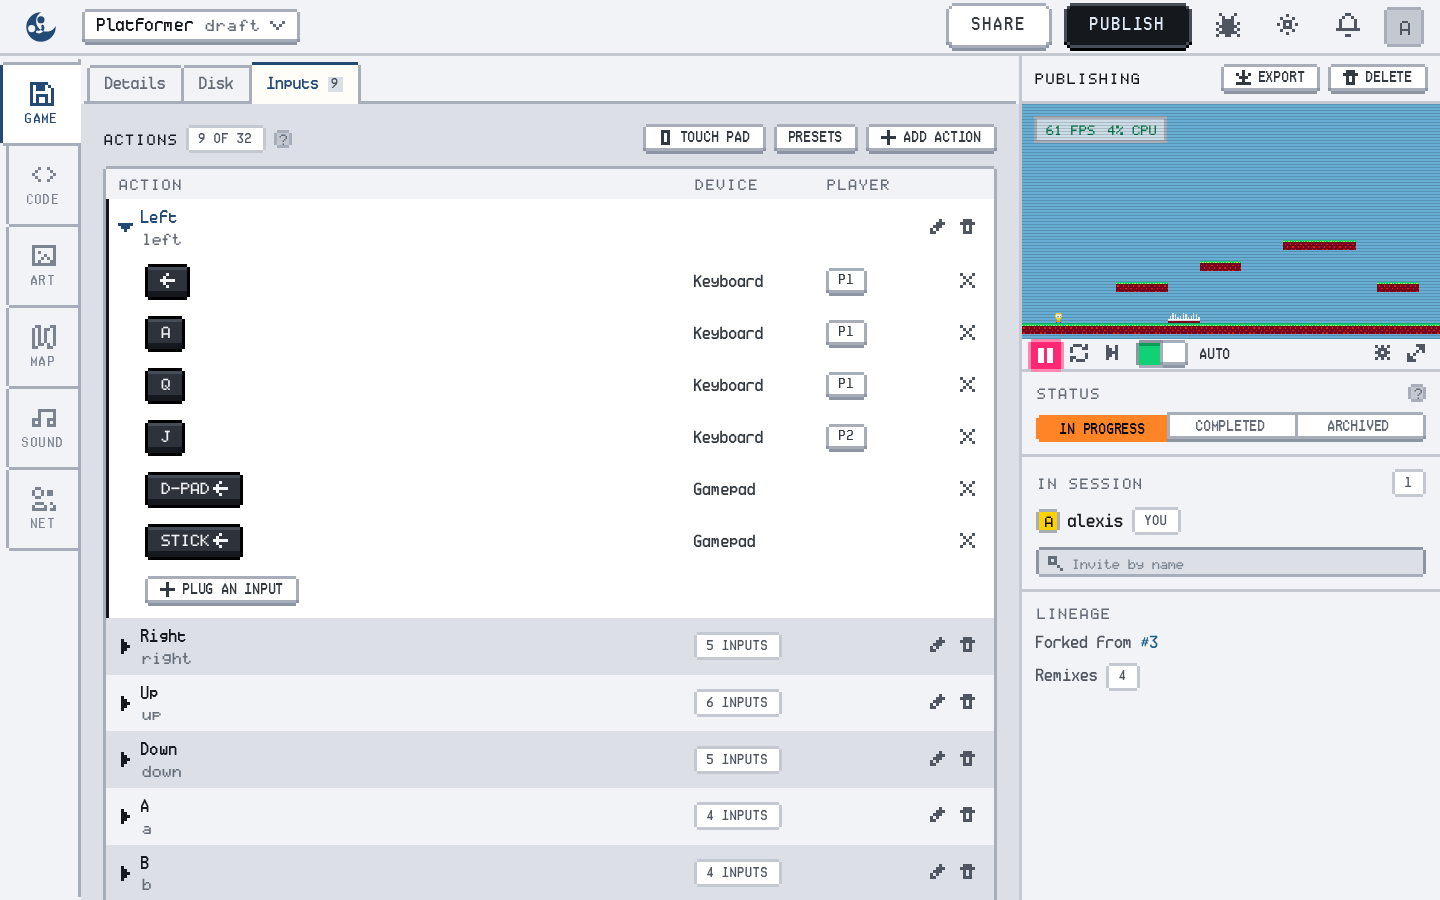 Platformer draft
SHARE
PUBLISH
A
GAME
CODE
ART
MAP
SOUND
NET
Details
Disk
Inputs 9
ACTIONS 9 OF 32 ?
TOUCH PAD
PRESETS
ADD ACTION
ACTION DEVICE PLAYER
Left
left
Keyboard P1
A Keyboard P1
Q Keyboard P1
J Keyboard P2
D-PAD Gamepad
STICK Gamepad
PLUG AN INPUT
Right
right
5 INPUTS
Up
up
6 INPUTS
Down
down
5 INPUTS
A
a
4 INPUTS
B
b
4 INPUTS
PUBLISHING
EXPORT
DELETE
61 FPS 4% CPU
AUTO
STATUS ?
IN PROGRESS
COMPLETED
ARCHIVED
IN SESSION 1
A alexis YOU
Invite by name
LINEAGE
Forked from #3
Remixes 4